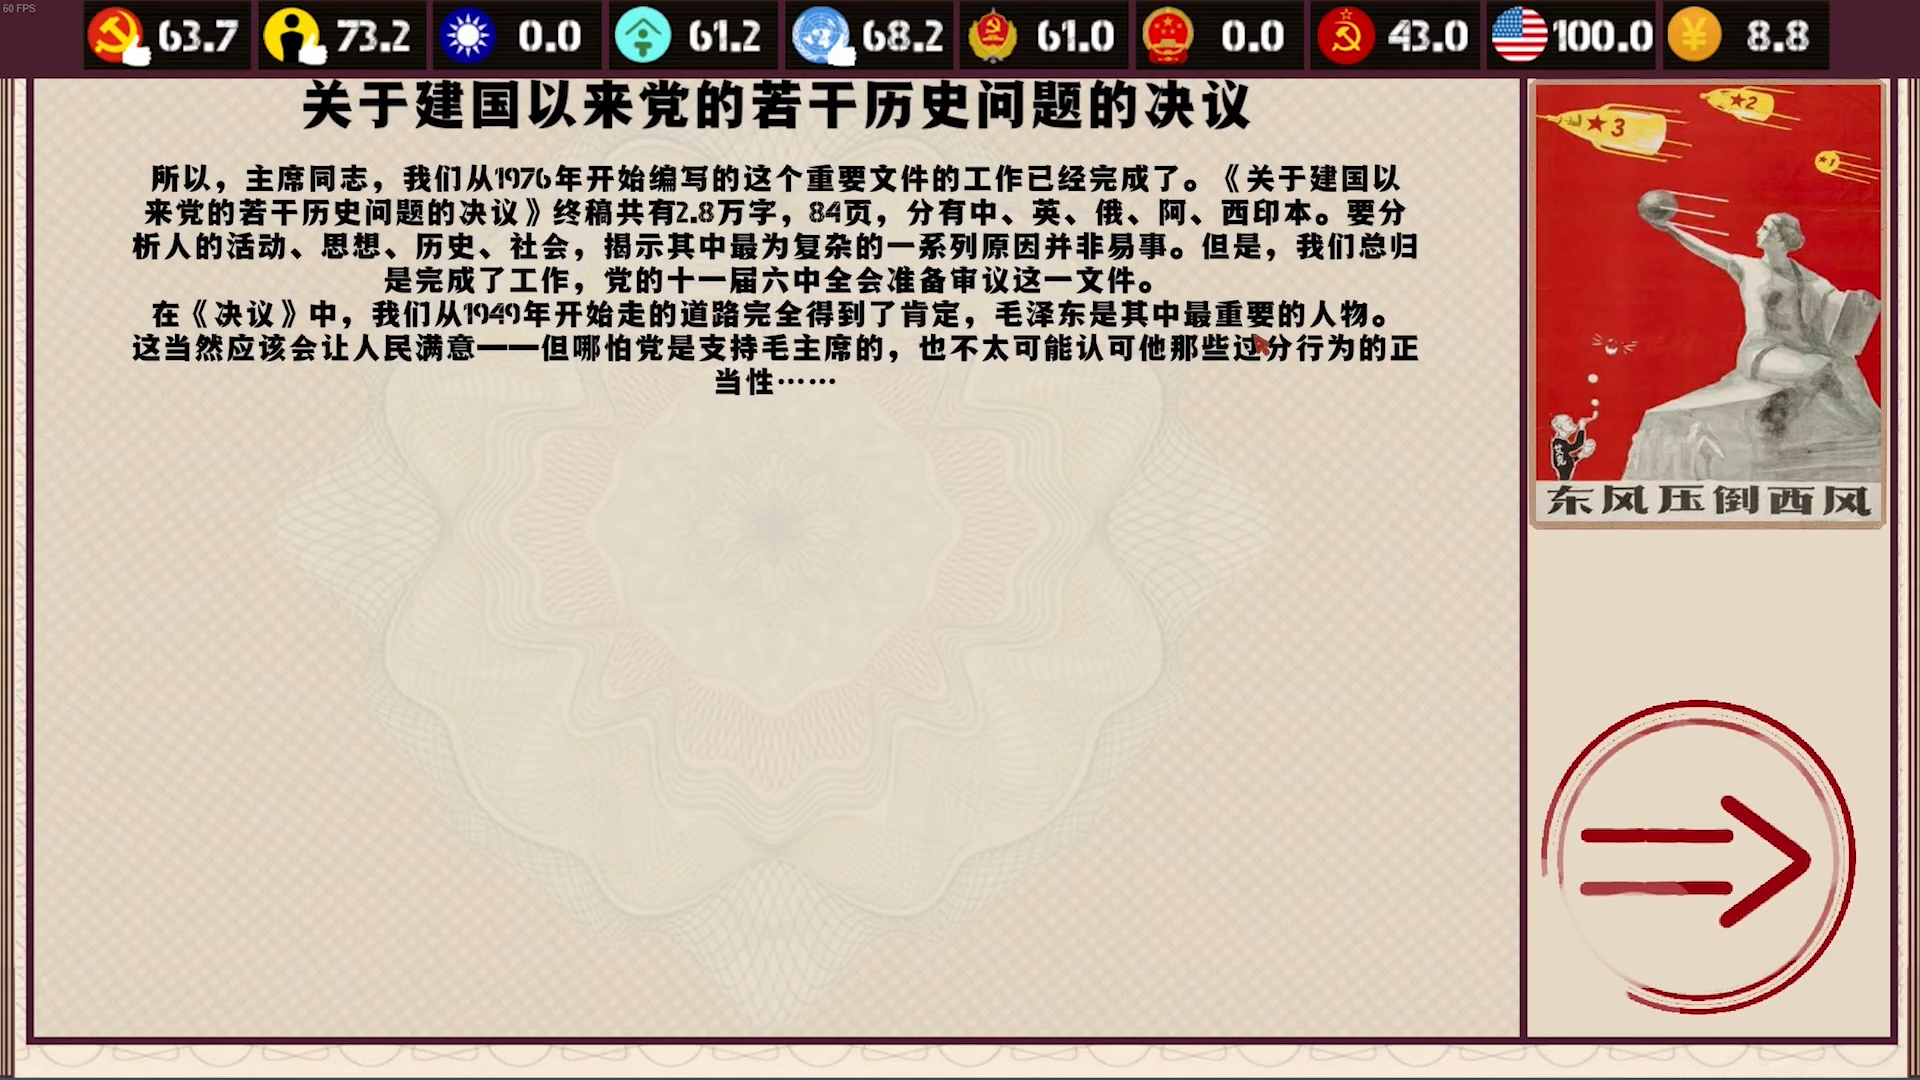 60 FPS
63.7
73.2
0.0
61.2
68.2
61.0
0.0
43.0
100.0
8.8
关于建国以来党的若干历史问题的决议
所以，主席同志，我们从1976年开始编写的这个重要文件的工作已经完成了。《关于建国以
来党的若干历史问题的决议》终稿共有2.8万字，84页，分有中、英、俄、阿、西印本。要分
析人的活动、思想、历史、社会，揭示其中最为复杂的一系列原因并非易事。但是，我们总归
是完成了工作，党的十一届六中全会准备审议这一文件。
在《决议》中，我们从1949年开始走的道路完全得到了肯定，毛泽东是其中最重要的人物。
这当然应该会让人民满意——但哪怕党是支持毛主席的，也不太可能认可他那些过分行为的正
当性……
3
2
1
艾克
东风压倒西风